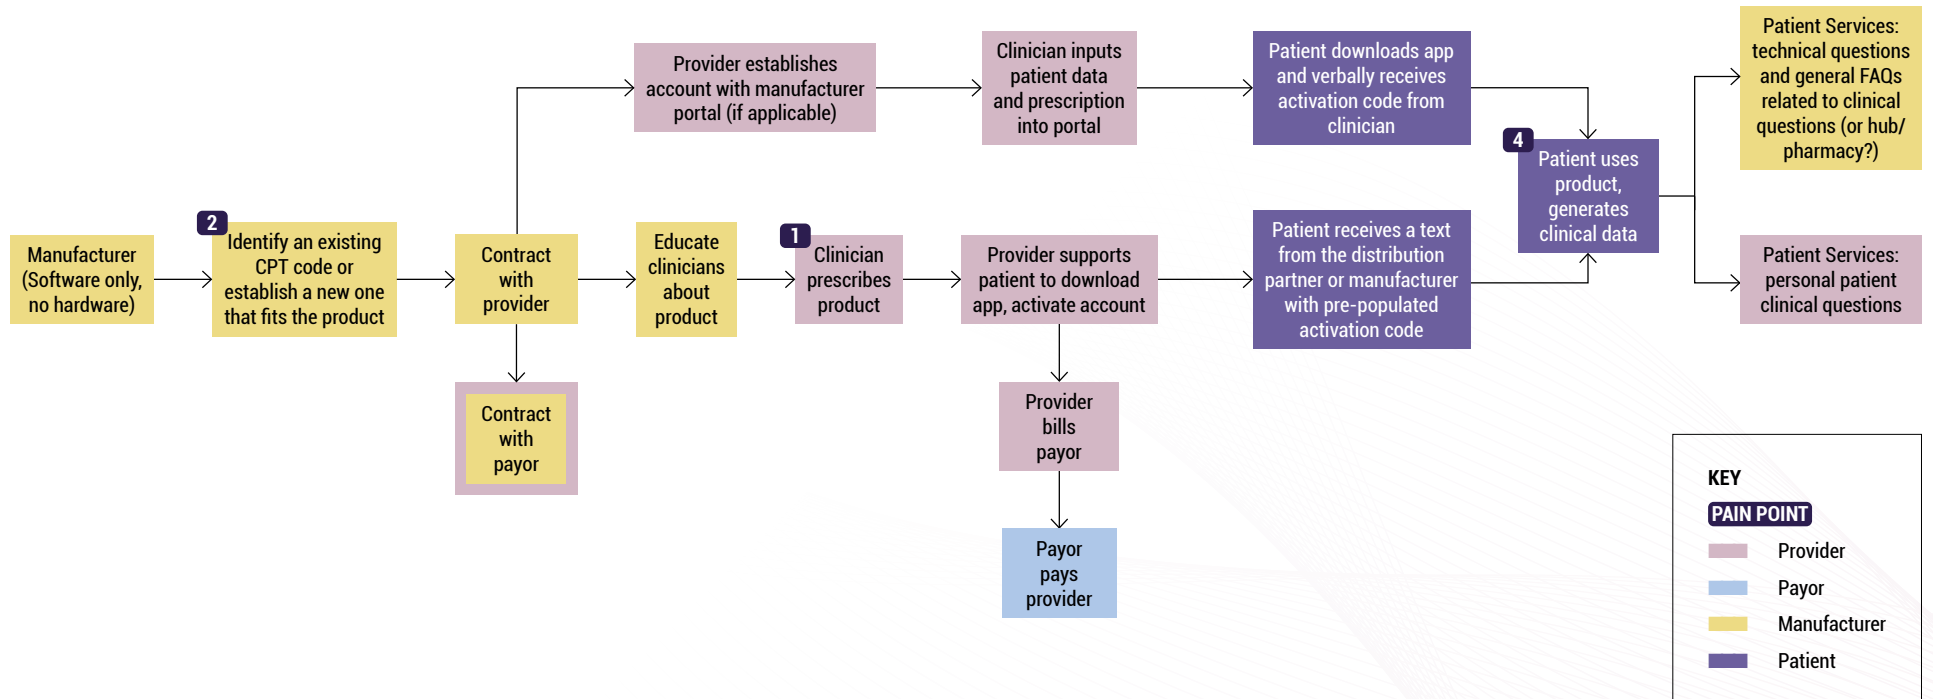 Provider establishes
account with manufacturer
portal (if applicable)
Clinician inputs
patient data
and prescription
into portal
Patient downloads app
and verbally receives
activation code from
clinician
Patient Services:
technical questions
and general FAQs
related to clinical
questions (or hub/
pharmacy?)
4
Patient uses
product,
generates
clinical data
Manufacturer
(Software only,
no hardware)
2
Identify an existing
CPT code or
establish a new one
that fits the product
Contract
with
provider
Educate
clinicians
about
product
1
Clinician
prescribes
product
Provider supports
patient to download
app, activate account
Patient receives a text
from the distribution
partner or manufacturer
with pre-populated
activation code
Patient Services:
personal patient
clinical questions
Contract
with
payor
Provider
bills
payor
Payor
pays
provider
KEY
PAIN POINT
Provider
Payor
Manufacturer
Patient